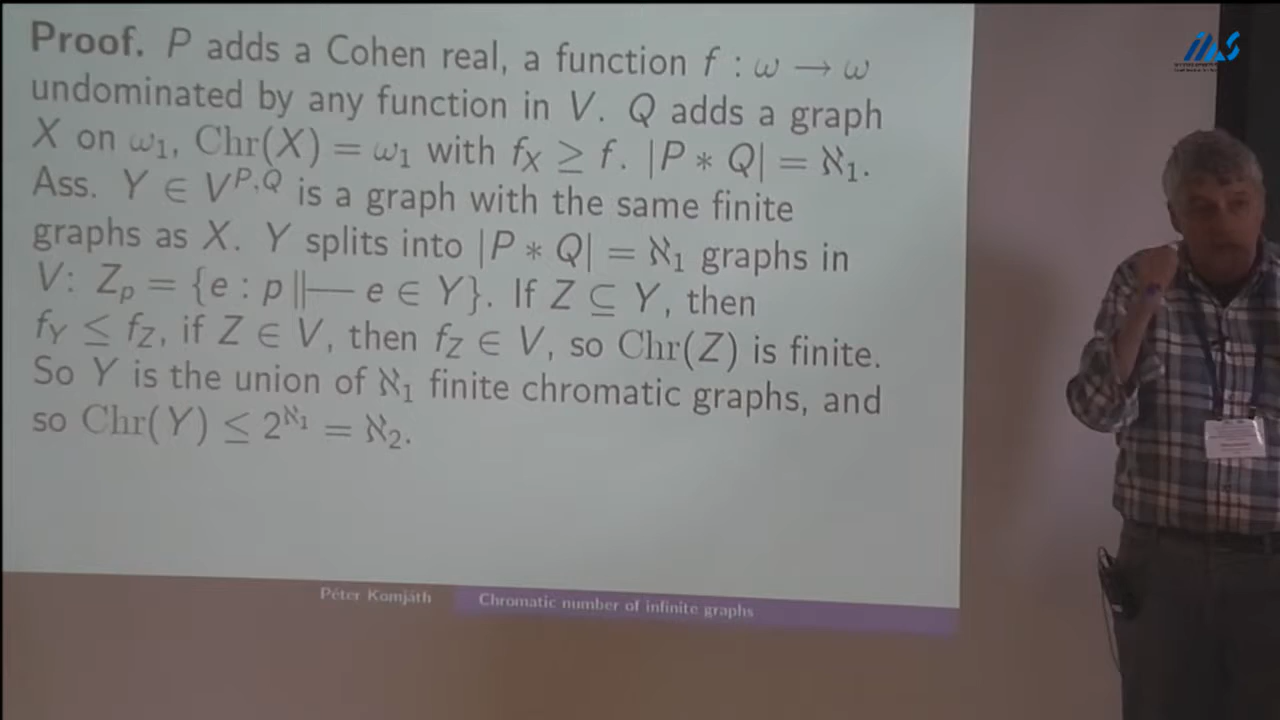 Proof. P adds a Cohen real, a function f : ω → ω
undominated by any function in V. Q adds a graph
X on ω₁, Chr(X) = ω₁ with f_X ≥ f. |P * Q| = ℵ₁.
Ass. Y ∈ V^{P,Q} is a graph with the same finite
graphs as X. Y splits into |P * Q| = ℵ₁ graphs in
V: Z_p = {e : p ||— e ∈ Y}. If Z ⊆ Y, then
f_Y ≤ f_Z, if Z ∈ V, then f_Z ∈ V, so Chr(Z) is finite.
So Y is the union of ℵ₁ finite chromatic graphs, and
so Chr(Y) ≤ 2^{ℵ₁} = ℵ₂.
Péter Komjáth Chromatic number of infinite graphs